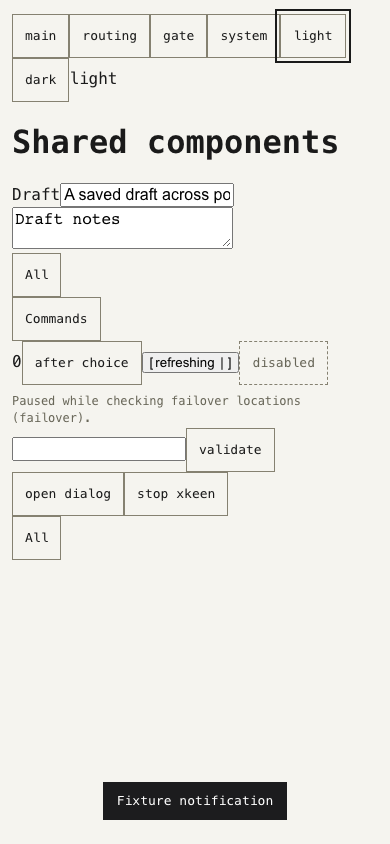 main routing gate system light
dark light
Shared components
Draft A saved draft across po
Draft notes
All
Commands
0 after choice [refreshing |] disabled
Paused while checking failover locations
(failover).
validate
open dialog stop xkeen
All
Fixture notification